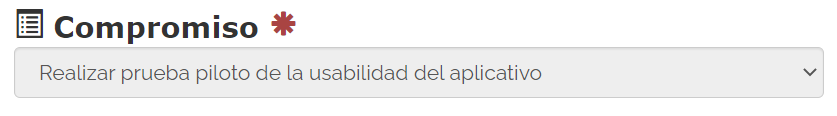 Compromiso
Realizar prueba piloto de la usabilidad del aplicativo